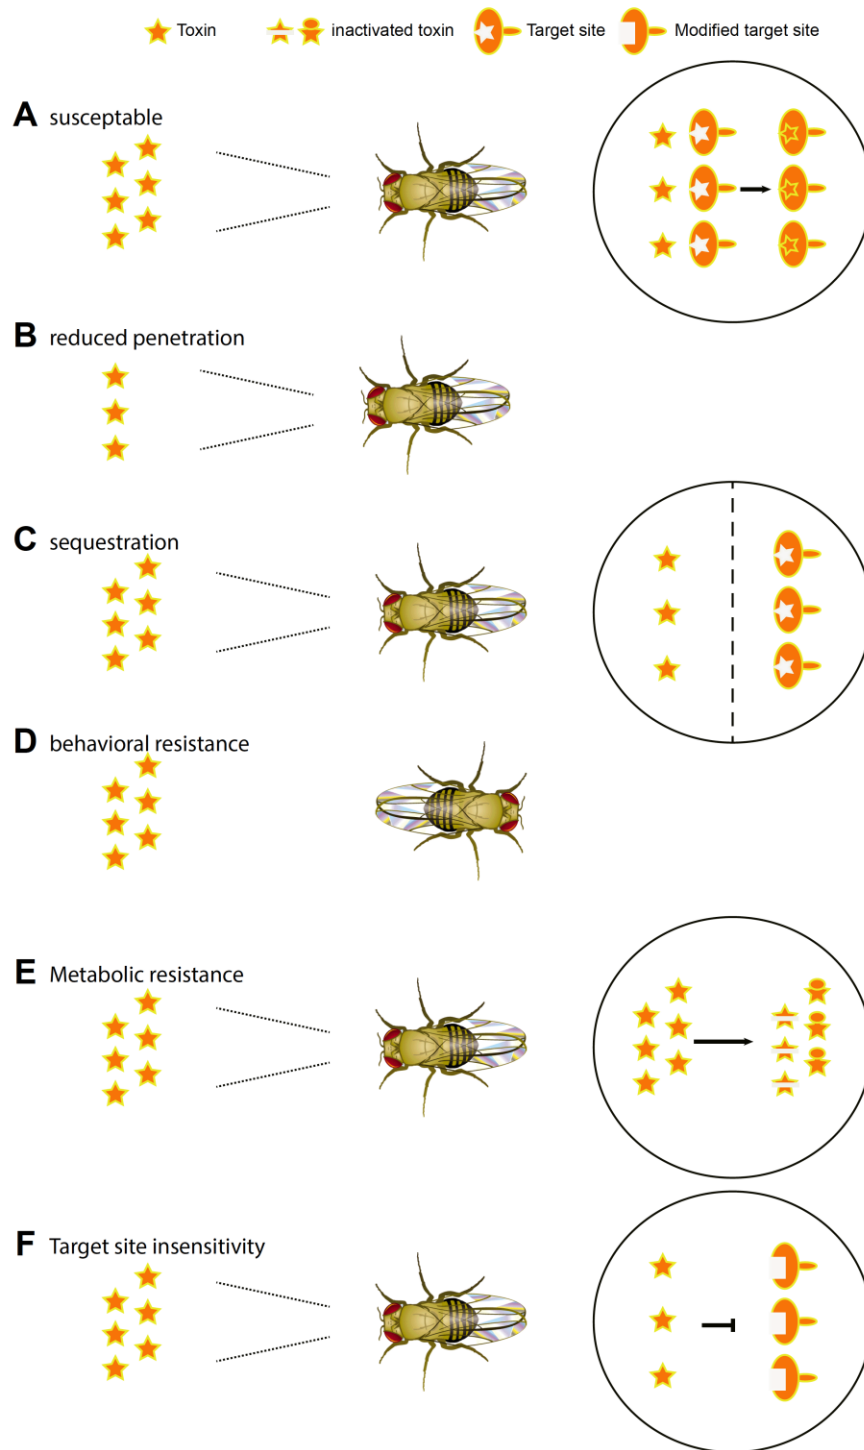 Toxin inactivated toxin Target site Modified target site
A susceptable
B reduced penetration
C sequestration
D behavioral resistance
E Metabolic resistance
F Target site insensitivity